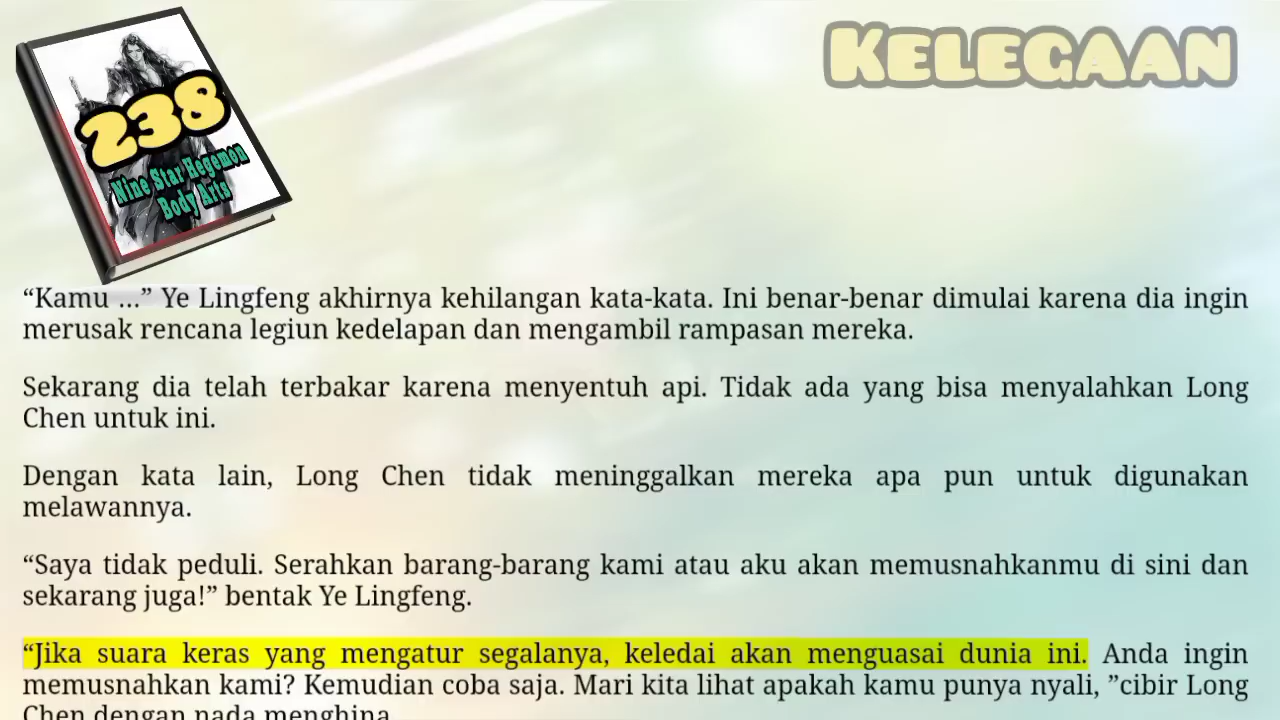 KELEGAAN
238
Nine Star Hegemon
Body Arts
“Kamu ...” Ye Lingfeng akhirnya kehilangan kata-kata. Ini benar-benar dimulai karena dia ingin
merusak rencana legiun kedelapan dan mengambil rampasan mereka.
Sekarang dia telah terbakar karena menyentuh api. Tidak ada yang bisa menyalahkan Long
Chen untuk ini.
Dengan kata lain, Long Chen tidak meninggalkan mereka apa pun untuk digunakan
melawannya.
“Saya tidak peduli. Serahkan barang-barang kami atau aku akan memusnahkanmu di sini dan
sekarang juga!” bentak Ye Lingfeng.
“Jika suara keras yang mengatur segalanya, keledai akan menguasai dunia ini. Anda ingin
memusnahkan kami? Kemudian coba saja. Mari kita lihat apakah kamu punya nyali, ”cibir Long
Chen dengan nada menghina.